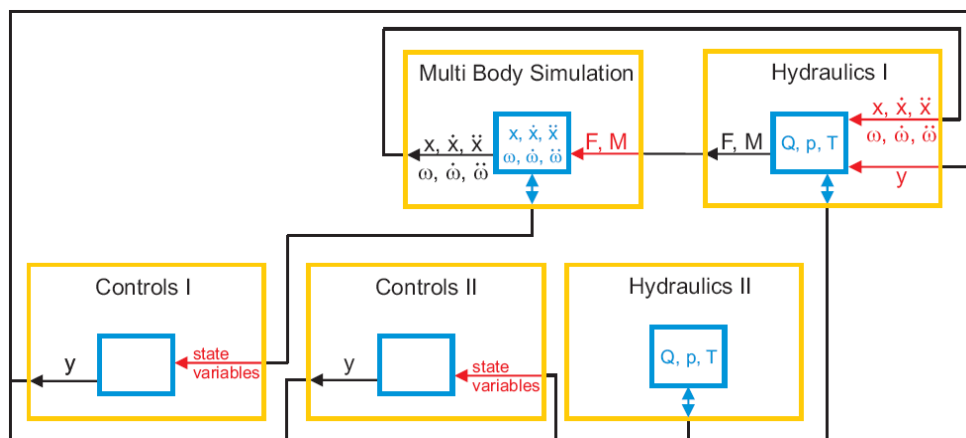 Multi Body Simulation
x, ẋ, ẍ
ω, ω̇, ω̈
x, ẋ, ẍ
ω, ω̇, ω̈
F, M
Hydraulics I
F, M
Q, p, T
x, ẋ, ẍ
ω, ω̇, ω̈
y
Controls I
y
state
variables
Controls II
y
state
variables
Hydraulics II
Q, p, T